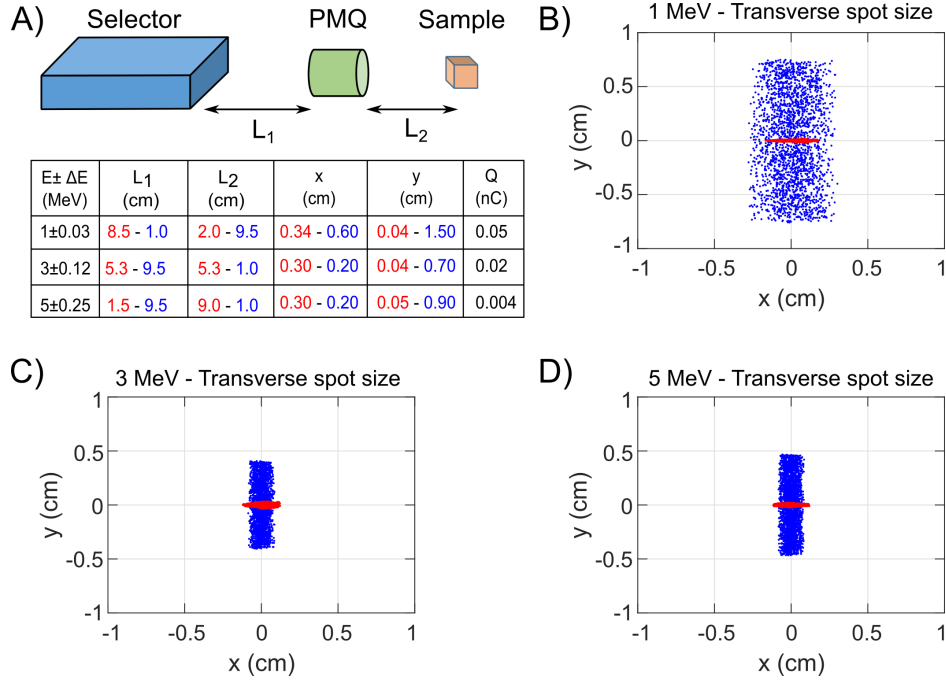 A)
Selector
PMQ
Sample
L1
L2
E± ΔE (MeV) L1 (cm) L2 (cm) x (cm) y (cm) Q (nC)
1±0.03 8.5 - 1.0 2.0 - 9.5 0.34 - 0.60 0.04 - 1.50 0.05
3±0.12 5.3 - 9.5 5.3 - 1.0 0.30 - 0.20 0.04 - 0.70 0.02
5±0.25 1.5 - 9.5 9.0 - 1.0 0.30 - 0.20 0.05 - 0.90 0.004
B)
1 MeV - Transverse spot size
1
0.5
0
-0.5
-1
y (cm)
-1 -0.5 0 0.5 1
x (cm)
C)
3 MeV - Transverse spot size
1
0.5
0
-0.5
-1
y (cm)
-1 -0.5 0 0.5 1
x (cm)
D)
5 MeV - Transverse spot size
1
0.5
0
-0.5
-1
y (cm)
-1 -0.5 0 0.5 1
x (cm)